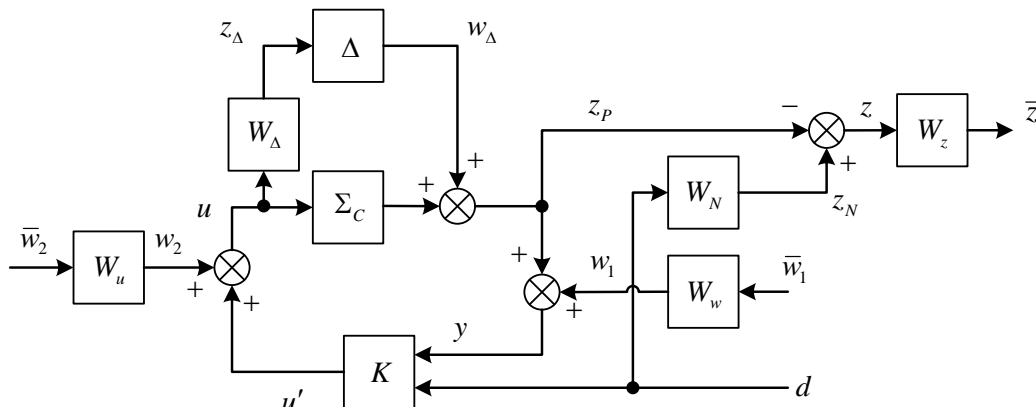 z_Δ Δ w_Δ
W_Δ z_P − z W_z z̄
+ + +
u Σ_C W_N z_N
w̄_2 W_u w_2 + w_1 W_w w̄_1
+ + +
y
K
u′ d